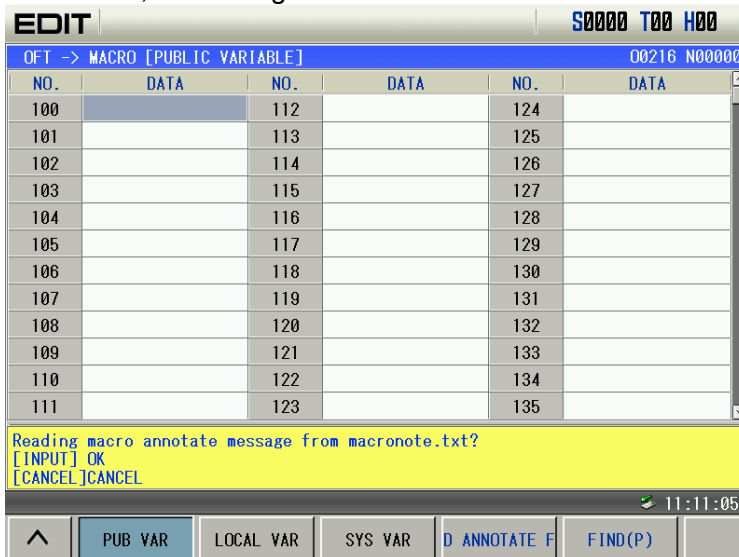 EDIT S0000 T00 H00
OFT -> MACRO [PUBLIC VARIABLE] O0216 N00000
NO. DATA NO. DATA NO. DATA
100 112 124
101 113 125
102 114 126
103 115 127
104 116 128
105 117 129
106 118 130
107 119 131
108 120 132
109 121 133
110 122 134
111 123 135
Reading macro annotate message from macronote.txt?
[INPUT] OK
[CANCEL]CANCEL
11:11:05
PUB VAR LOCAL VAR SYS VAR D ANNOTATE F FIND(P)